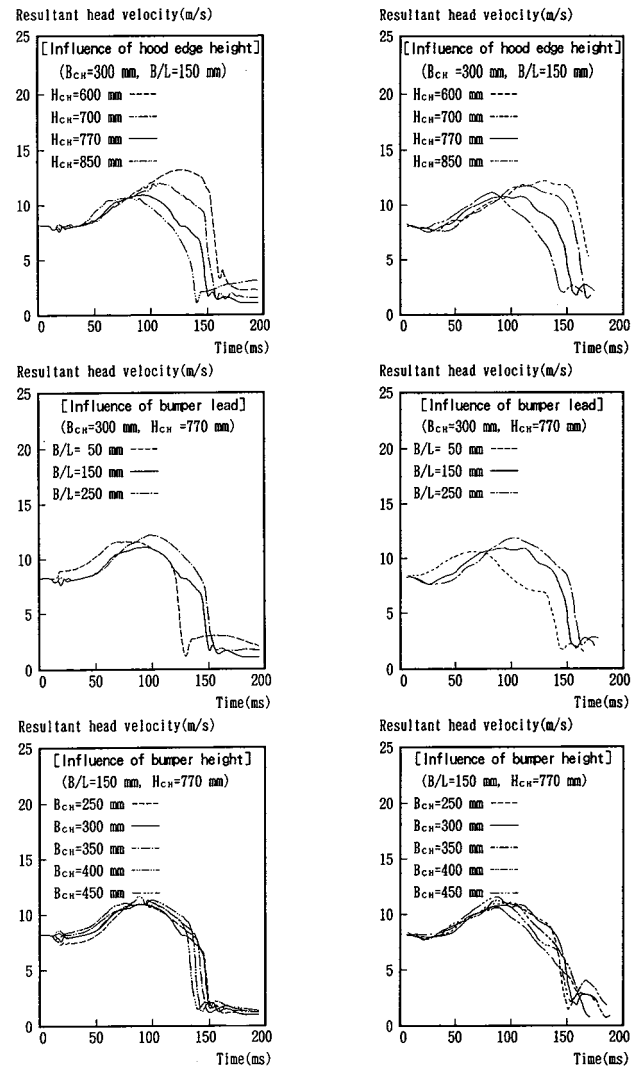 Resultant head velocity(m/s)
25
[Influence of hood edge height]
(BCH=300 mm, B/L=150 mm)
20
HCH=600 mm
HCH=700 mm
HCH=770 mm
15
HCH=850 mm
10
5
0
0 50 100 150 200
Time(ms)
Resultant head velocity(m/s)
25
[Influence of hood edge height]
(BCH =300 mm, B/L=150 mm)
20
HCH=600 mm
HCH=700 mm
HCH=770 mm
15
HCH=850 mm
10
5
0
0 50 100 150 200
Time(ms)
Resultant head velocity(m/s)
25
[Influence of bumper lead]
(BCH=300 mm, HCH =770 mm)
20
B/L= 50 mm
B/L=150 mm
B/L=250 mm
15
10
5
0
0 50 100 150 200
Time(ms)
Resultant head velocity(m/s)
25
[Influence of bumper lead]
(BCH=300 mm, HCH=770 mm)
20
B/L= 50 mm
B/L=150 mm
B/L=250 mm
15
10
5
0
0 50 100 150 200
Time(ms)
Resultant head velocity(m/s)
25
[Influence of bumper height]
(B/L=150 mm, HCH=770 mm)
20
BCH=250 mm
BCH=300 mm
BCH=350 mm
15
BCH=400 mm
BCH=450 mm
10
5
0
0 50 100 150 200
Time(ms)
Resultant head velocity(m/s)
25
[Influence of bumper height]
(B/L=150 mm, HCH=770 mm)
20
BCH=250 mm
BCH=300 mm
BCH=350 mm
15
BCH=400 mm
BCH=450 mm
10
5
0
0 50 100 150 200
Time(ms)